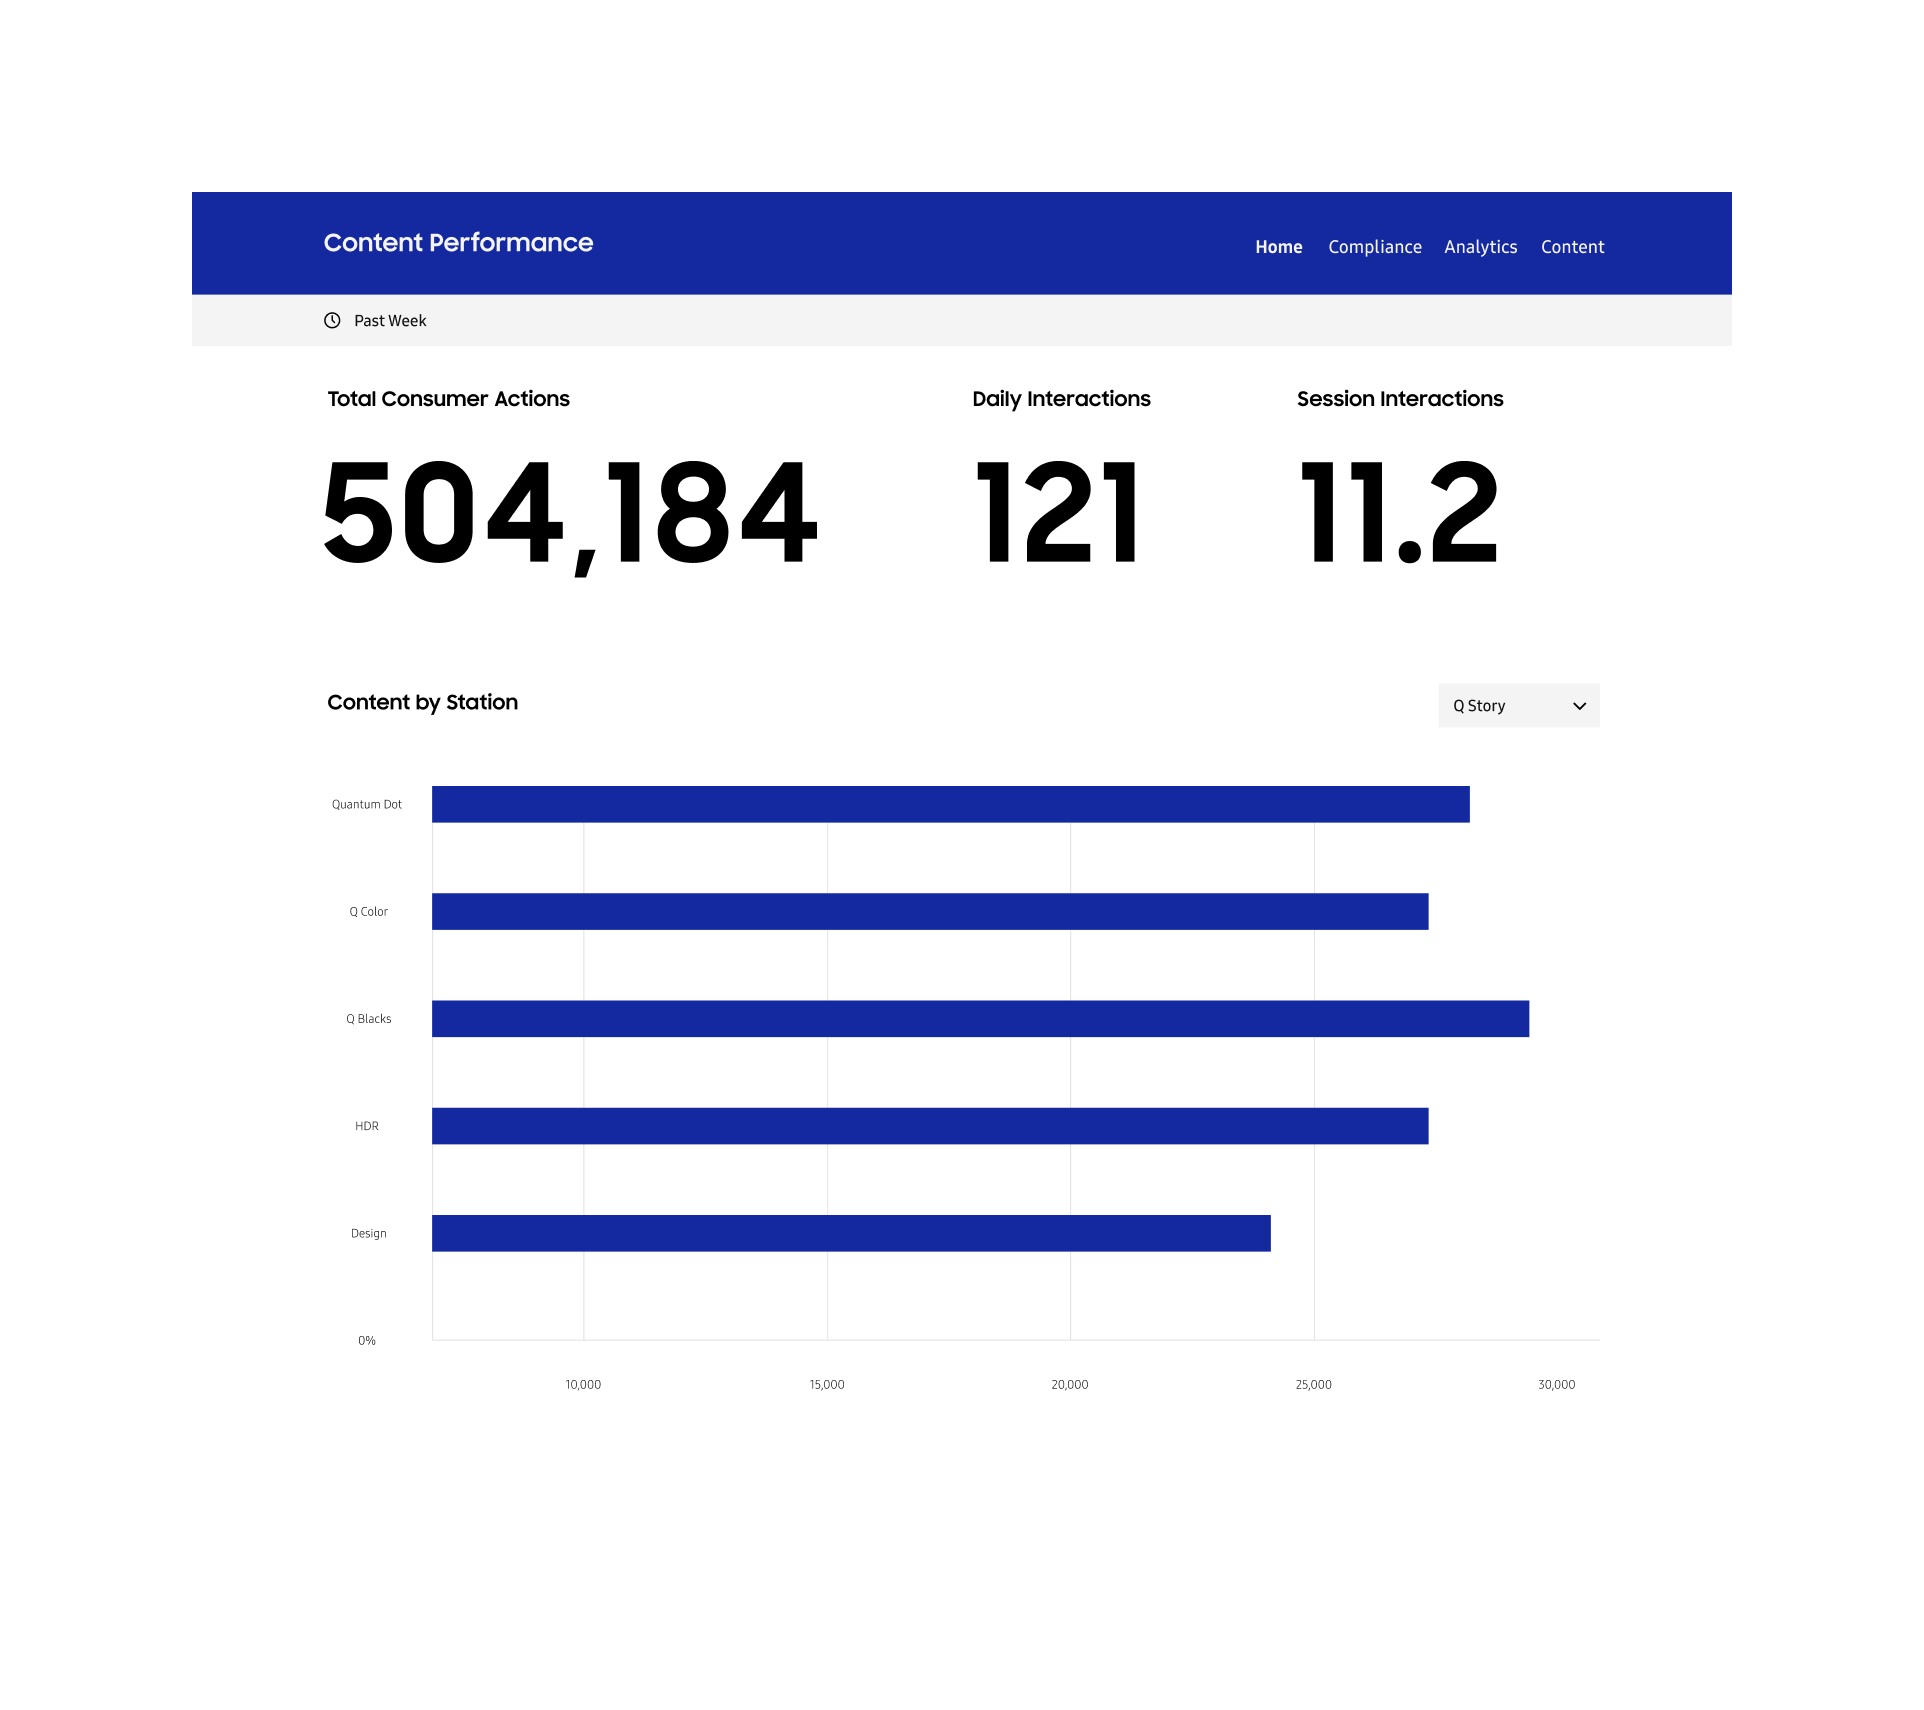 Content Performance
Home Compliance Analytics Content
Past Week
Total Consumer Actions
Daily Interactions
Session Interactions
504,184
121
11.2
Content by Station
Q Story
Quantum Dot
Q Color
Q Blacks
HDR
Design
0%
10,000 15,000 20,000 25,000 30,000